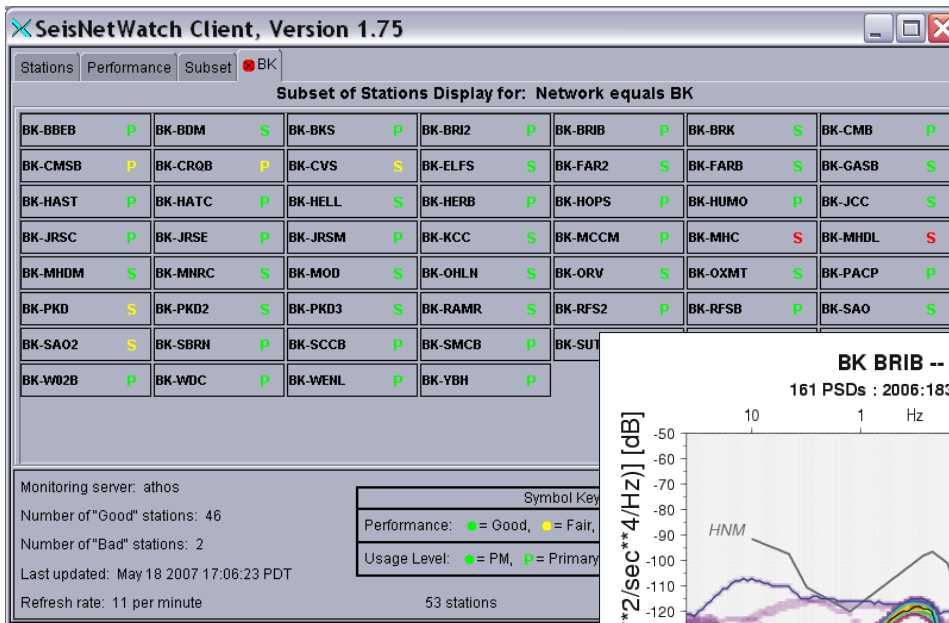 SeisNetWatch Client, Version 1.75
Stations Performance Subset BK
Subset of Stations Display for: Network equals BK
BK-BBEB P BK-BDM S BK-BKS P BK-BRI2 P BK-BRIB P BK-BRK S BK-CMB P
BK-CMSB P BK-CRQB P BK-CVS S BK-ELFS S BK-FAR2 S BK-FARB S BK-GASB S
BK-HAST P BK-HATC P BK-HELL S BK-HERB P BK-HOPS P BK-HUMO P BK-JCC S
BK-JRSC P BK-JRSE P BK-JRSM P BK-KCC S BK-MCCM P BK-MHC S BK-MHDL S
BK-MHDM S BK-MNRC S BK-MOD S BK-OHLN S BK-ORV S BK-OXMT S BK-PACP P
BK-PKD S BK-PKD2 S BK-PKD3 S BK-RAMR S BK-RFS2 P BK-RFSB P BK-SAO S
BK-SAO2 S BK-SBRN P BK-SCCB P BK-SMCB P BK-SUT
BK-W02B P BK-WDC P BK-WENL P BK-YBH P
BK BRIB --
161 PSDs : 2006:183
10 1 Hz
*2/sec**4/Hz)] [dB]
-50
-60
-70
-80
-90
-100
-110
-120
HNM
Monitoring server: athos
Number of "Good" stations: 46
Number of "Bad" stations: 2
Last updated: May 18 2007 17:06:23 PDT
Refresh rate: 11 per minute
53 stations
Symbol Key
Performance: = Good, = Fair,
Usage Level: = PM, P = Primary